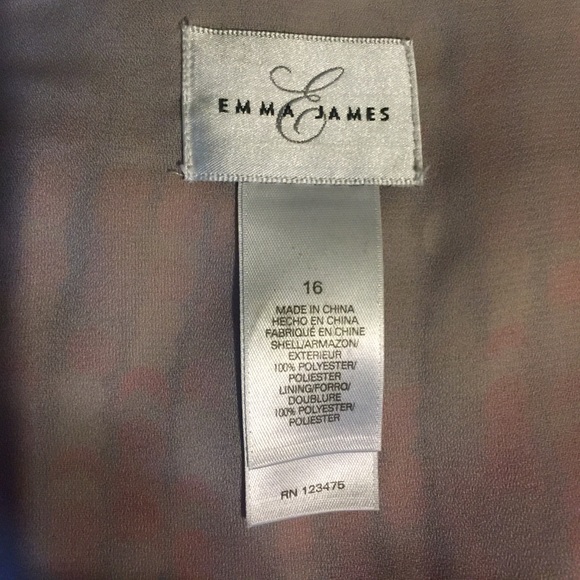 E
EMMA JAMES
16
MADE IN CHINA
HECHO EN CHINA
FABRIQUÉ EN CHINE
SHELL/ARMAZON/
EXTERIEUR
100% POLYESTER/
POLIESTER
LINING/FORRO/
DOUBLURE
100% POLYESTER/
POLIESTER
RN 123475